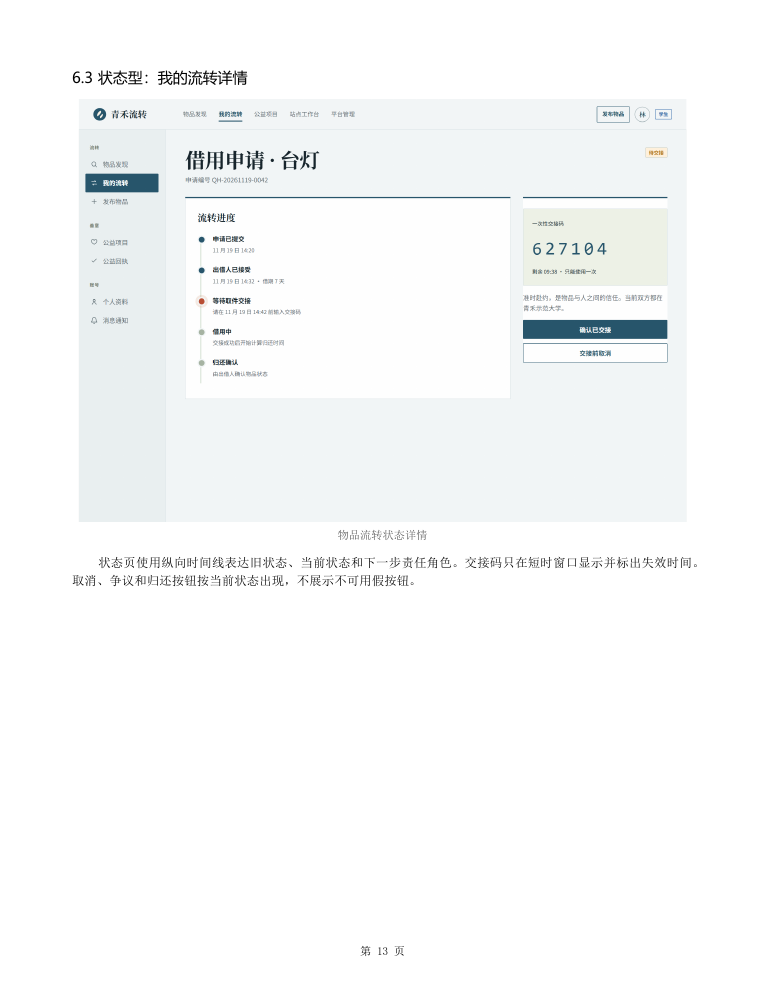 6.3 状态型：我的流转详情
青禾流转
物品发现 我的流转 公益项目 站点工作台 平台管理
发布物品 林 学生
流转
物品发现
我的流转
发布物品
公益项目
公益回执
个人资料
消息通知
借用申请 · 台灯
待交接
申请编号 QH-20261119-0042
流转进度
申请已提交
11 月 19 日 14:20
出借人已接受
11 月 19 日 14:32 · 借期 7 天
等待取件交接
请在 11 月 19 日 14:42 前输入交接码
借用中
交接成功后开始计算归还时间
归还确认
由出借人确认物品状态
一次性交接码
627104
剩余 09:38 · 只能使用一次
准时赴约，是物品与人之间的信任。当前双方都在
青禾示范大学。
确认已交接
交接前取消
物品流转状态详情
状态页使用纵向时间线表达旧状态、当前状态和下一步责任角色。交接码只在短时窗口显示并标出失效时间。
取消、争议和归还按钮按当前状态出现，不展示不可用假按钮。
第 13 页